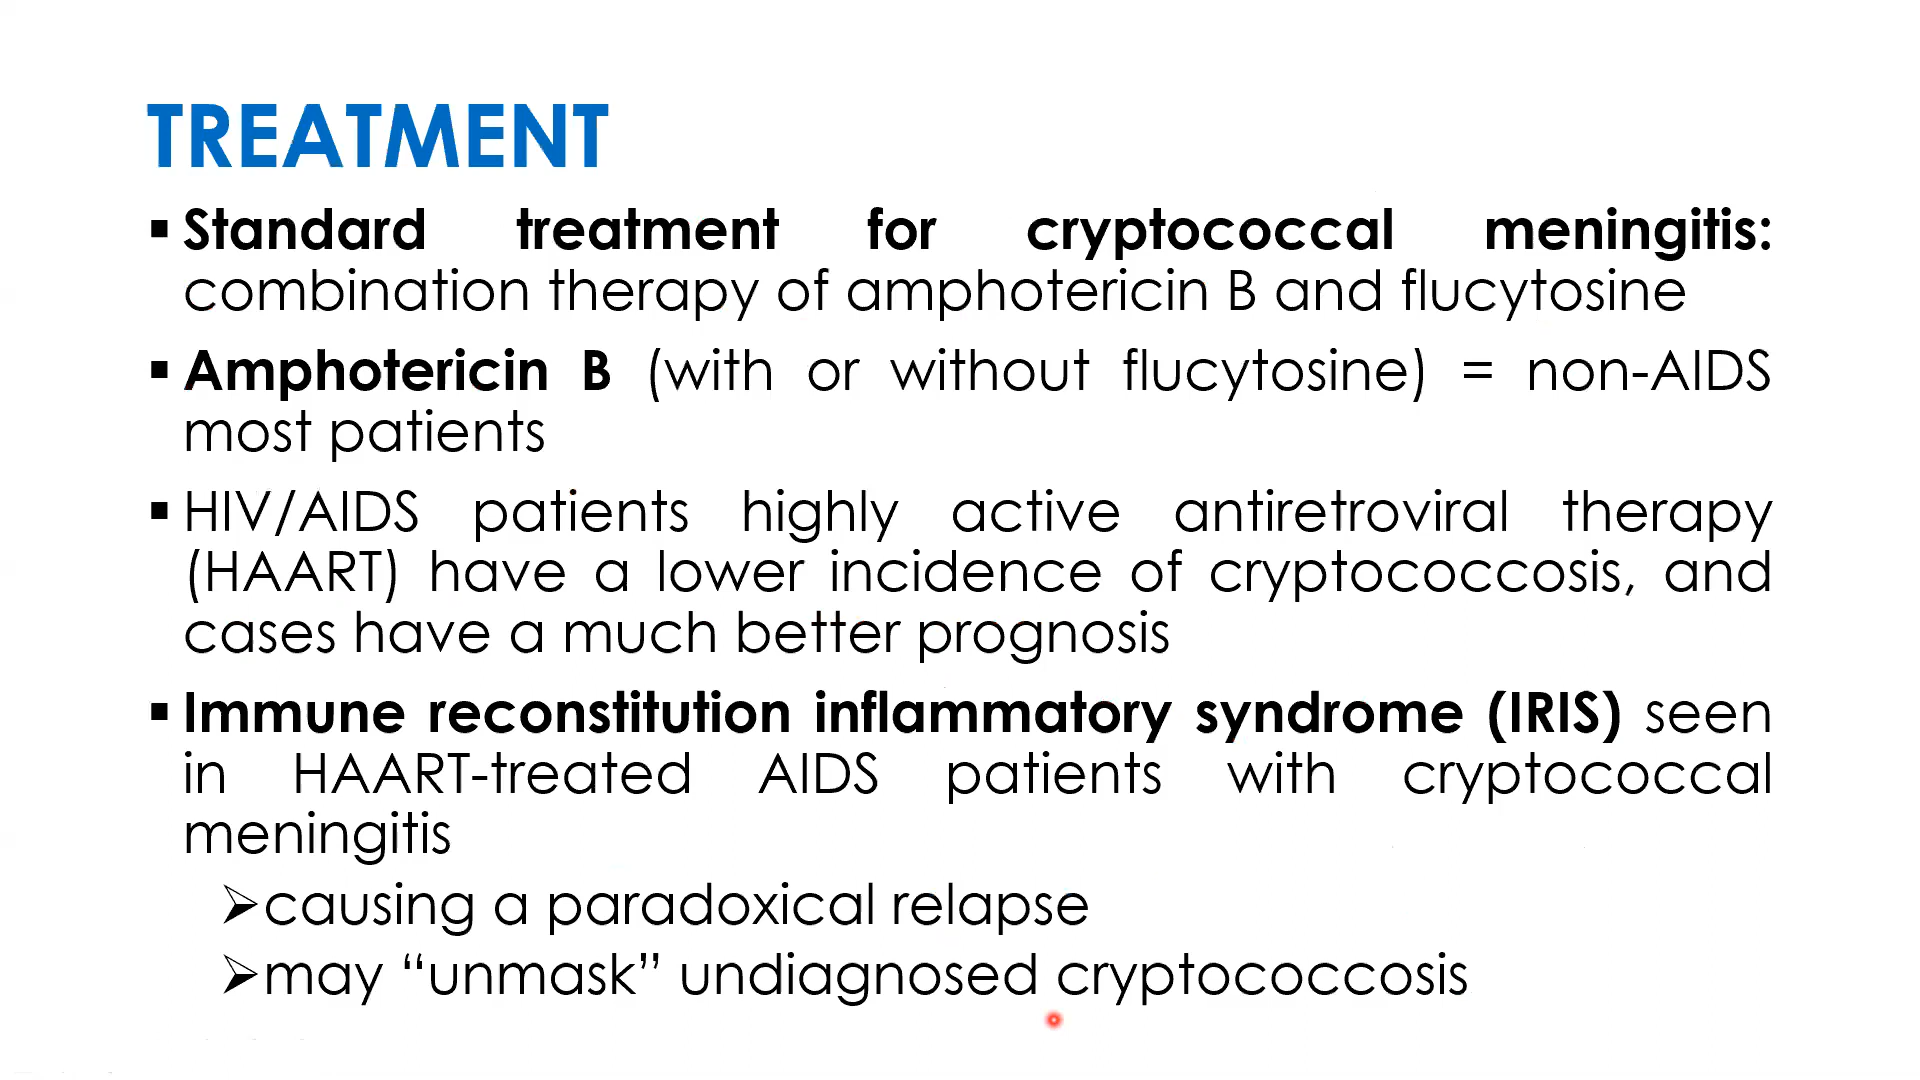 TREATMENT
▪ Standard treatment for cryptococcal meningitis:
combination therapy of amphotericin B and flucytosine
▪ Amphotericin B (with or without flucytosine) = non-AIDS
most patients
▪ HIV/AIDS patients highly active antiretroviral therapy
(HAART) have a lower incidence of cryptococcosis, and
cases have a much better prognosis
▪ Immune reconstitution inflammatory syndrome (IRIS) seen
in HAART-treated AIDS patients with cryptococcal
meningitis
➢causing a paradoxical relapse
➢may “unmask” undiagnosed cryptococcosis